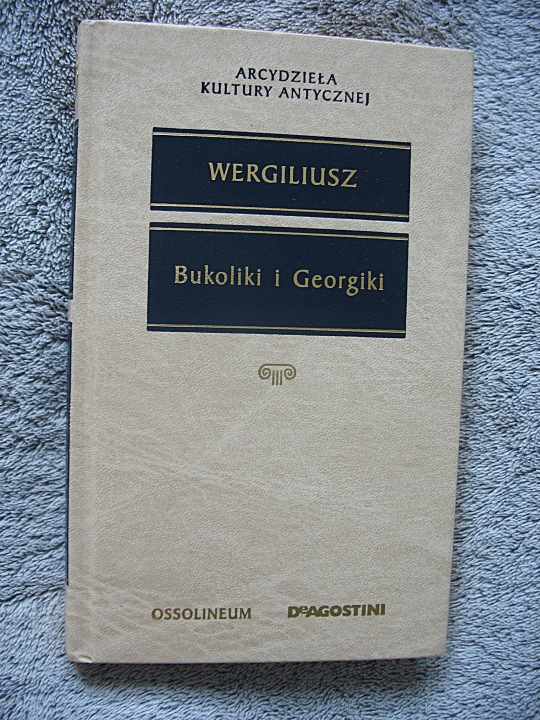 ARCYDZIEŁA
KULTURY ANTYCZNEJ
WERGILIUSZ
Bukoliki i Georgiki
OSSOLINEUM DeAGOSTINI